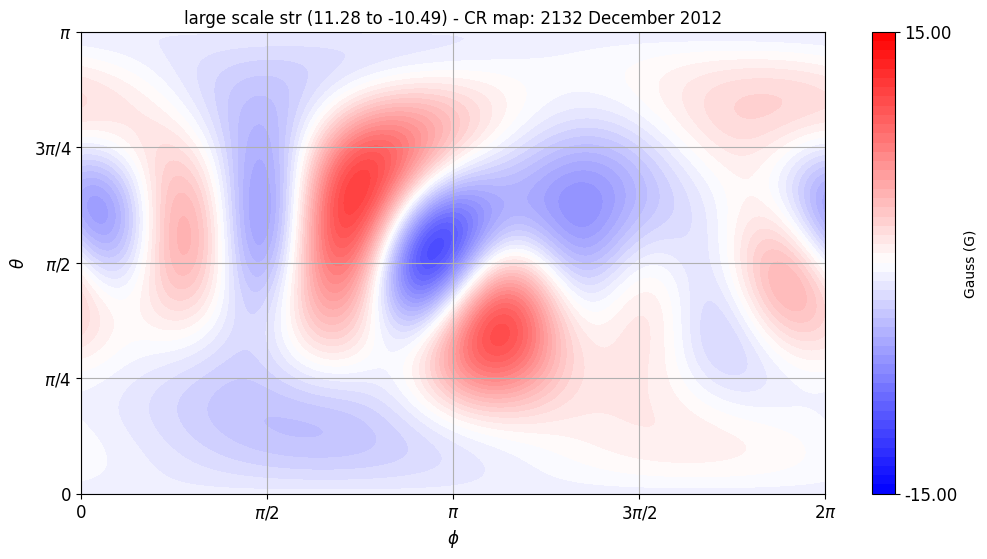 large scale str (11.28 to -10.49) - CR map: 2132 December 2012
π
3π/4
π/2
π/4
0
θ
0
π/2
π
3π/2
2π
ϕ
15.00
-15.00
Gauss (G)